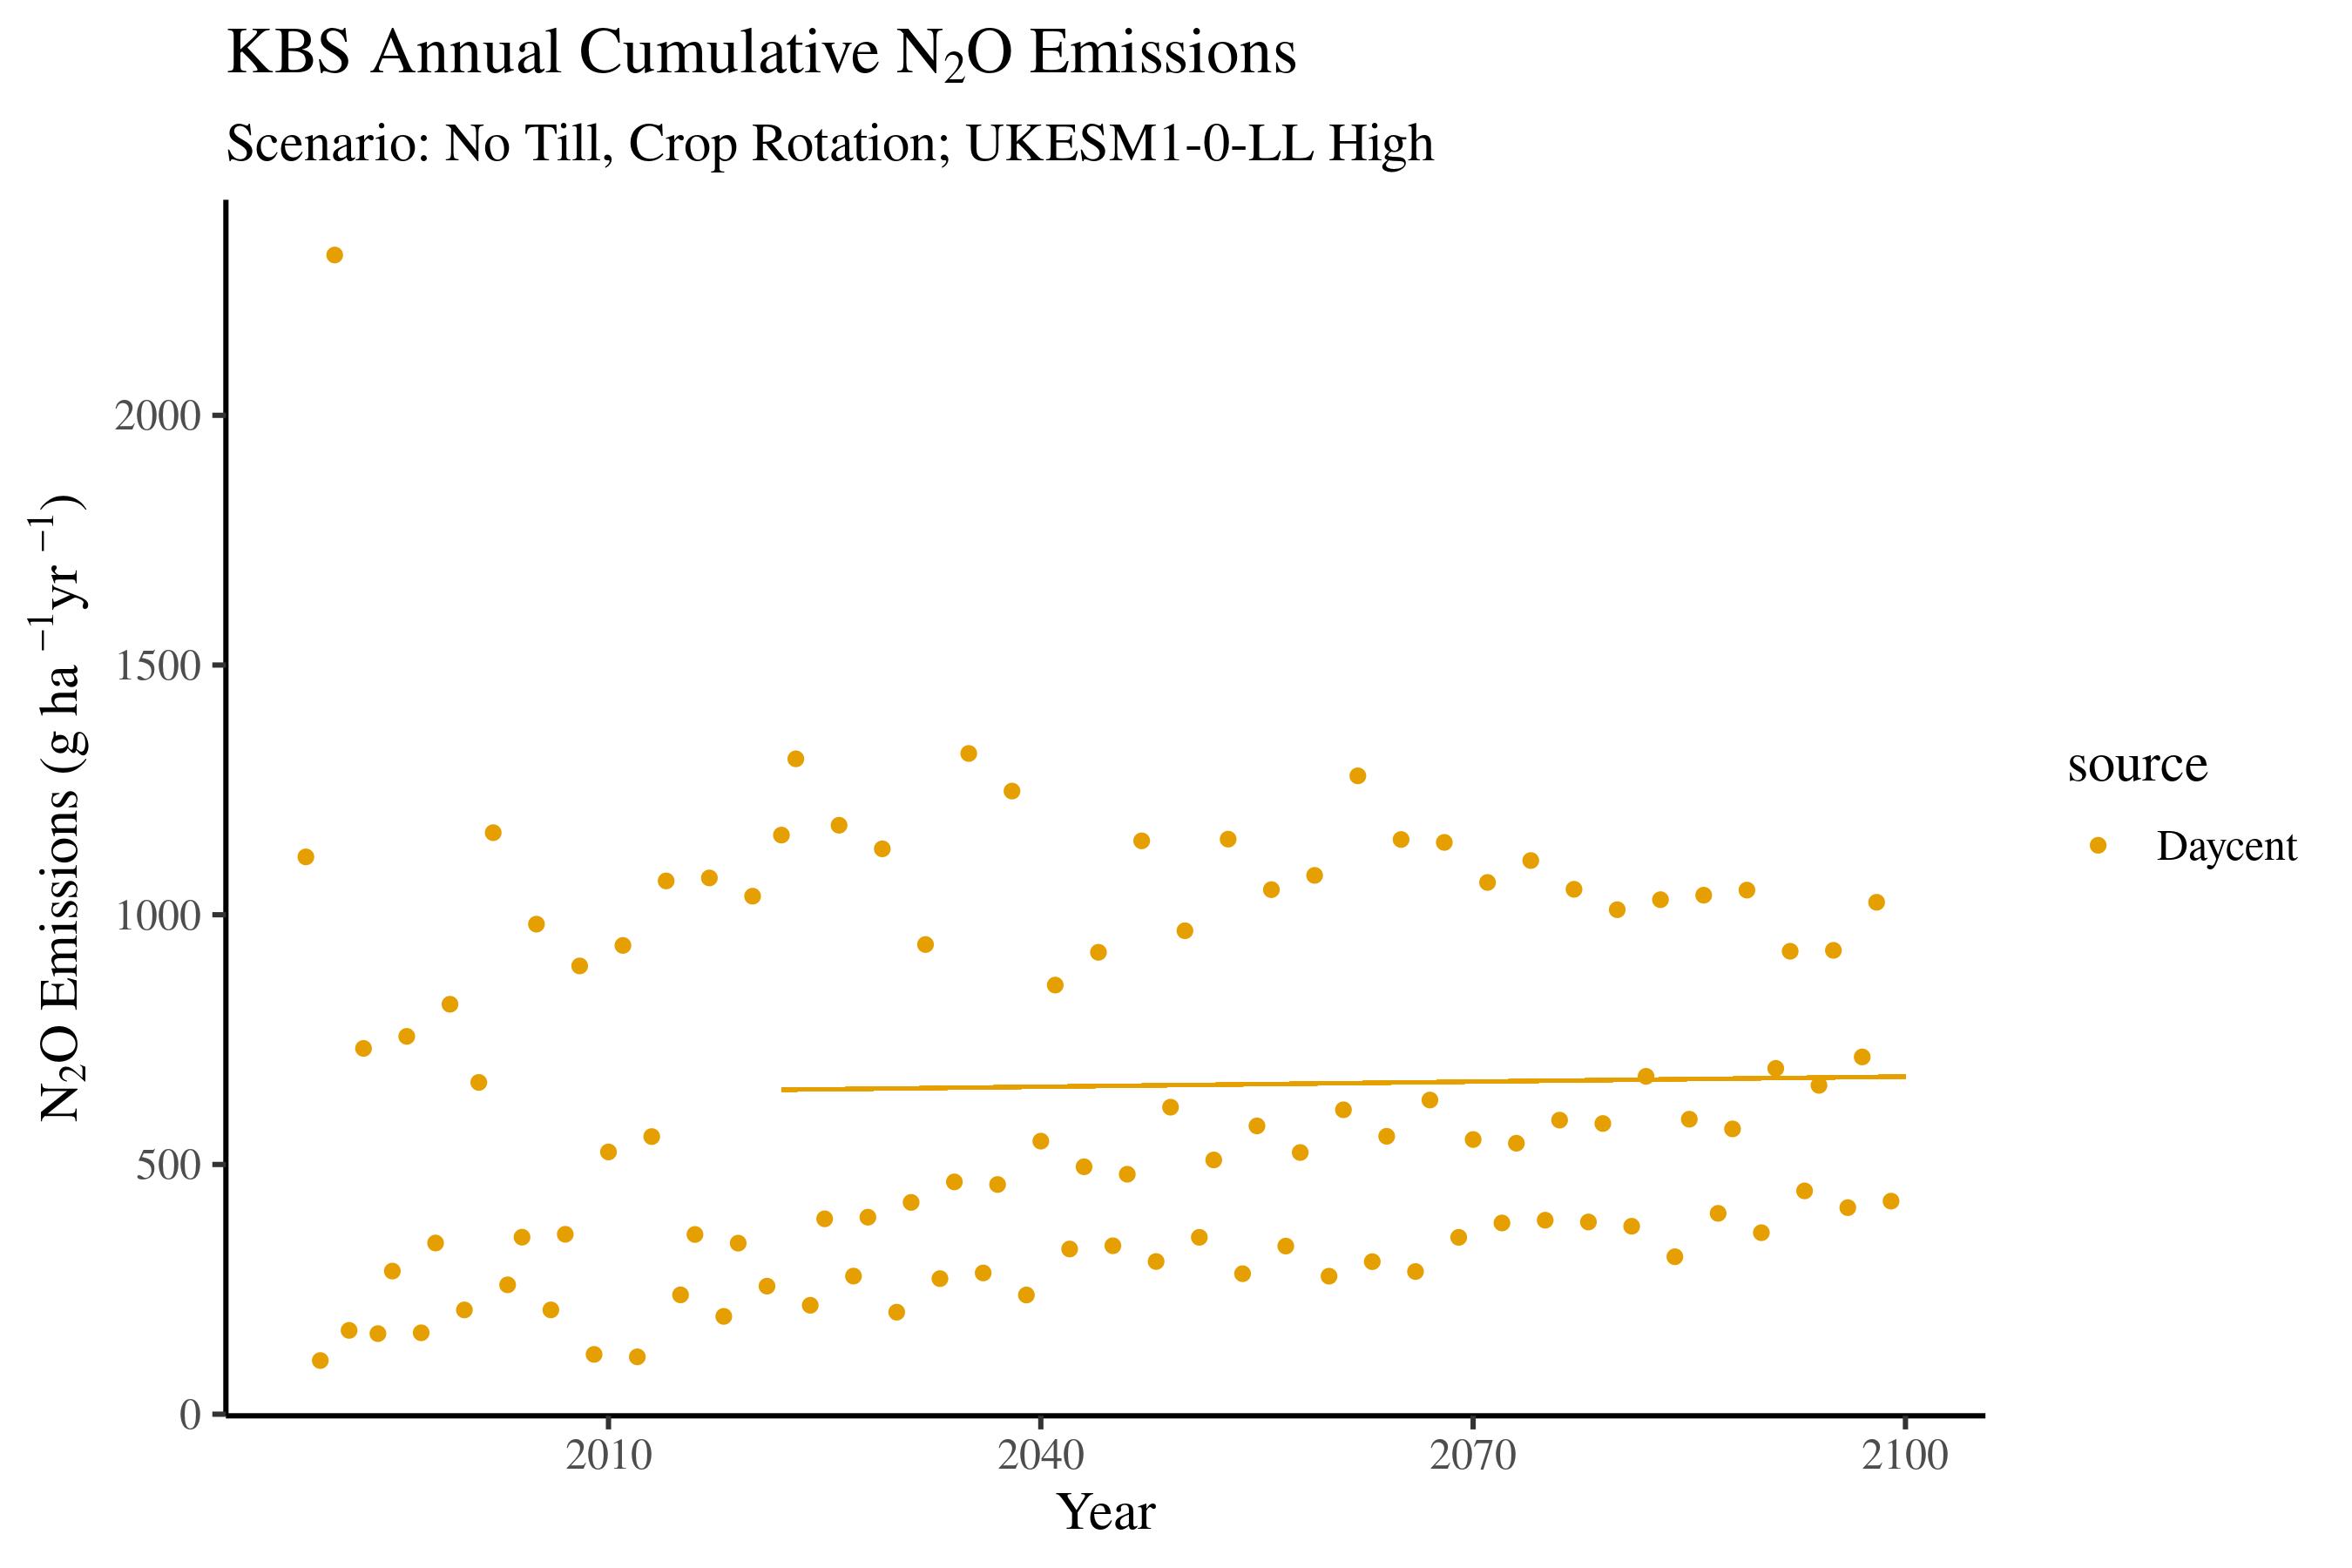 KBS Annual Cumulative N₂O Emissions
Scenario: No Till, Crop Rotation; UKESM1-0-LL High
N₂O Emissions (g ha⁻¹yr⁻¹)
2000
1500
1000
500
0
2010 2040 2070 2100
Year
source
Daycent